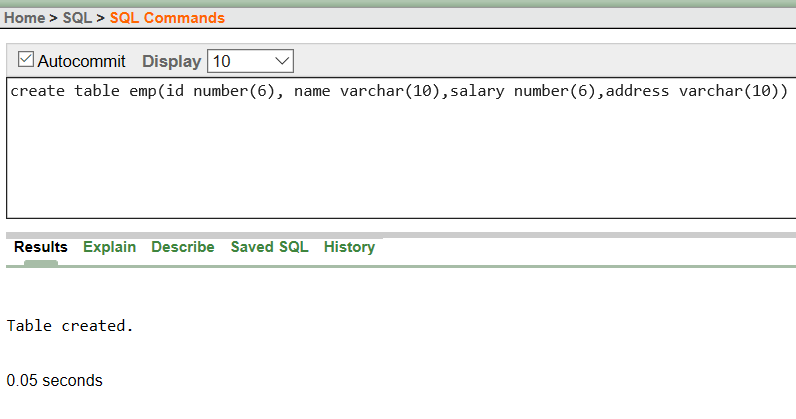 Home > SQL > SQL Commands
Autocommit Display 10
create table emp(id number(6), name varchar(10),salary number(6),address varchar(10))
Results Explain Describe Saved SQL History
Table created.
0.05 seconds